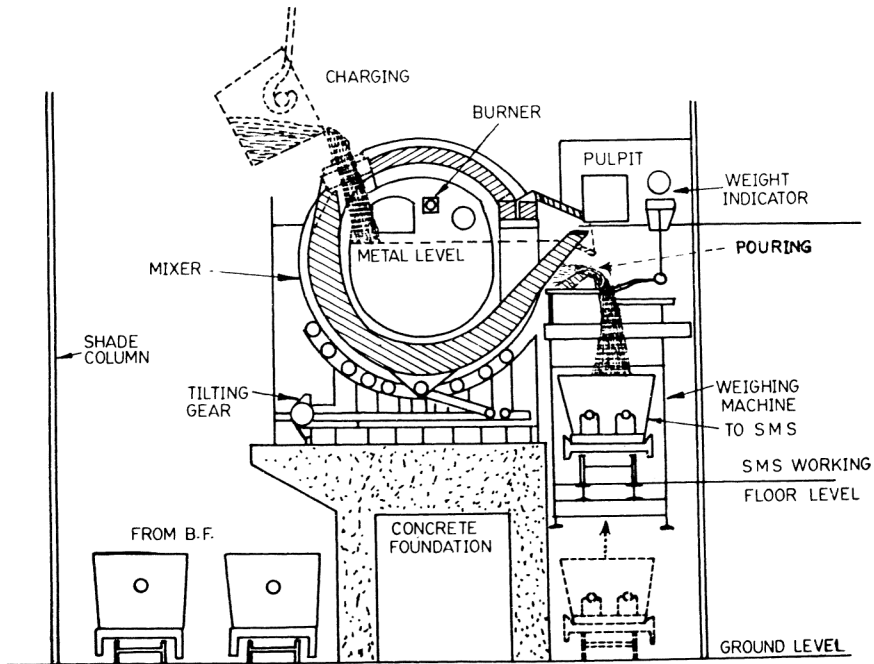 CHARGING
BURNER
PULPIT
WEIGHT
INDICATOR
METAL LEVEL
POURING
MIXER
SHADE
COLUMN
TILTING
GEAR
WEIGHING
MACHINE
TO SMS
SMS WORKING
FLOOR LEVEL
FROM B.F.
CONCRETE
FOUNDATION
GROUND LEVEL